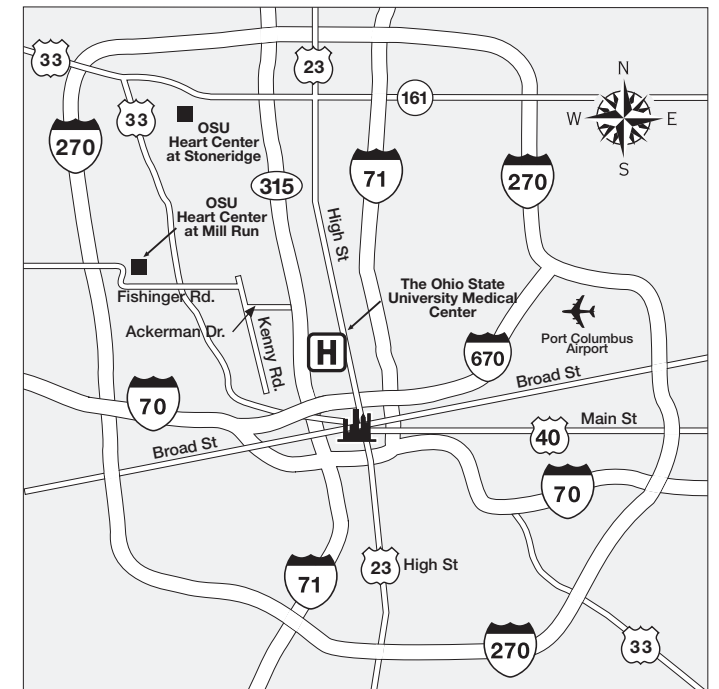 33
23
N
W
E
S
161
33
OSU
Heart Center
at Stoneridge
270
71
270
315
OSU
Heart Center
at Mill Run
High St
The Ohio State
University Medical
Center
Fishinger Rd.
Ackerman Dr.
Kenny Rd.
H
Port Columbus
Airport
670
Broad St
70
Main St
40
Broad St
70
71
23
High St
270
33